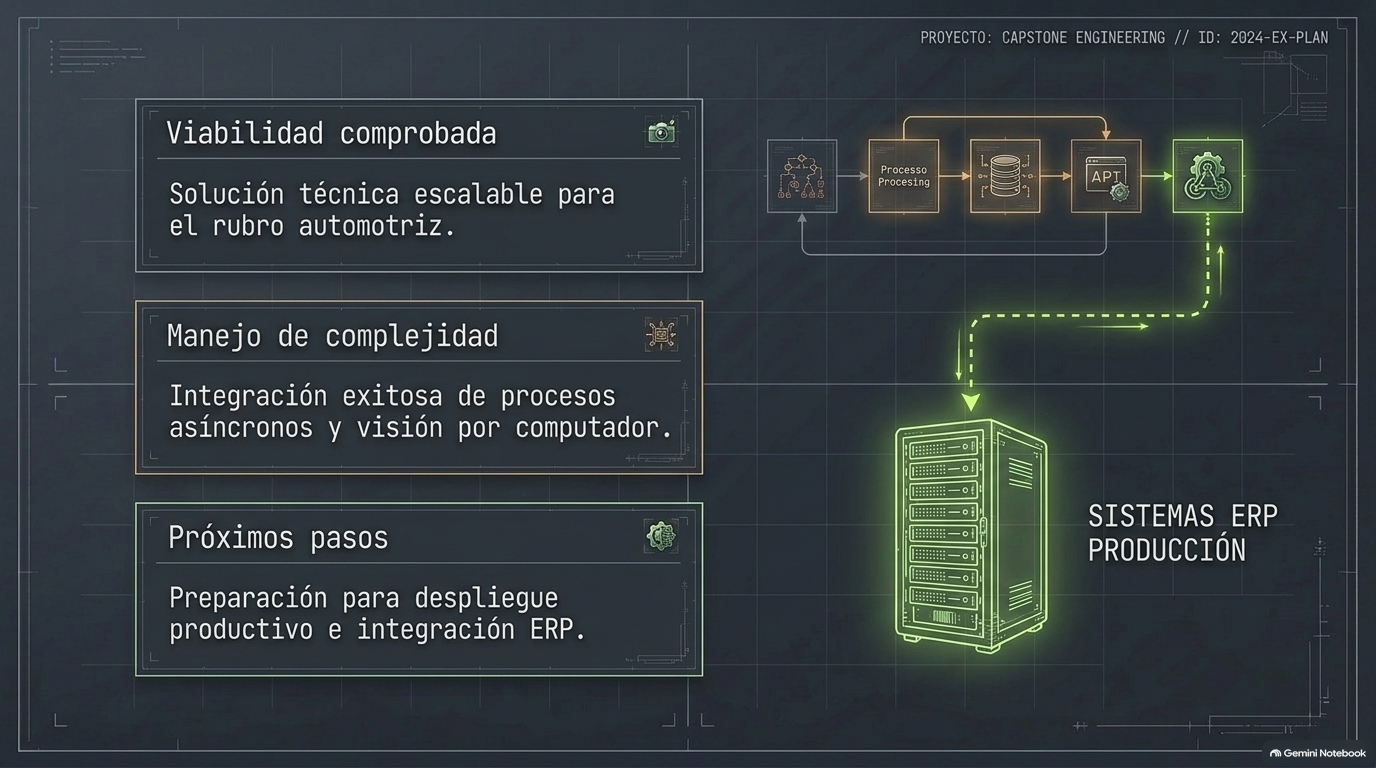 PROYECTO: CAPSTONE ENGINEERING // ID: 2024-EX-PLAN
Viabilidad comprobada
Solución técnica escalable para
el rubro automotriz.
Manejo de complejidad
Integración exitosa de procesos
asíncronos y visión por computador.
Próximos pasos
Preparación para despliegue
productivo e integración ERP.
Processo
Procesing
API
SISTEMAS ERP
PRODUCCIÓN
Gemini Notebook